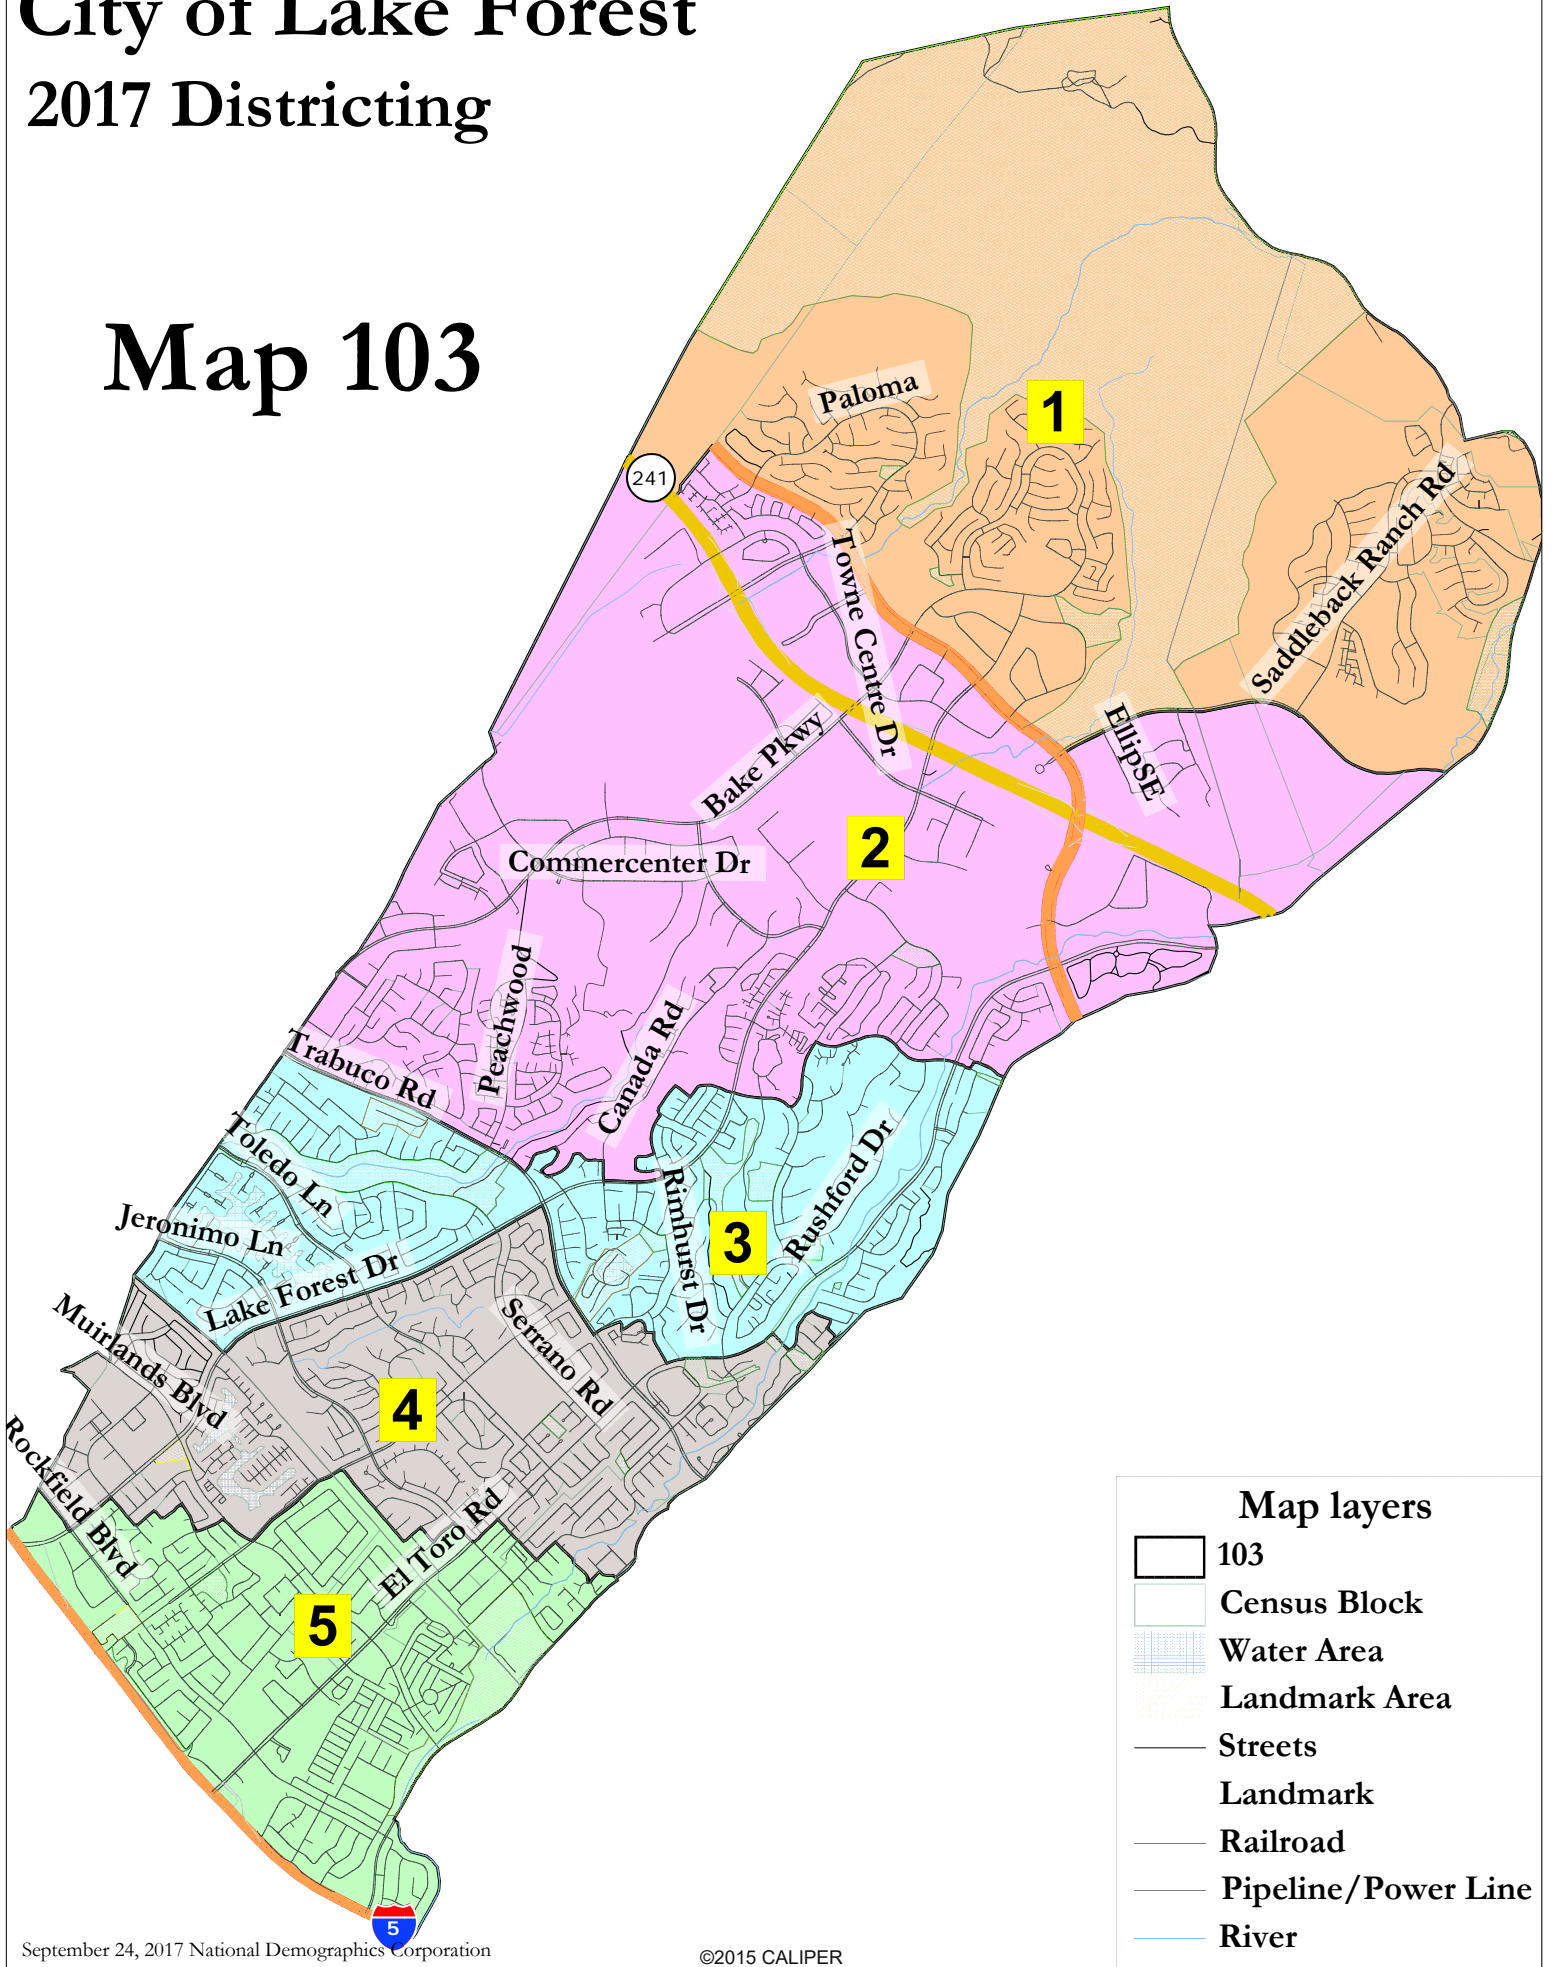 City of Lake Forest
2017 Districting
Map 103
Paloma
1
241
Saddleback Ranch Rd
Towne Centre Dr
EllipSE
Bake Pkwy
2
Commercenter Dr
Peachwood
Canada Rd
Trabuco Rd
Toledo Ln
Rimhurst Dr
Rushford Dr
3
Jeronimo Ln
Lake Forest Dr
Muirlands Blvd
Serrano Rd
4
Rockfield Blvd
El Toro Rd
5
5
Map layers
103
Census Block
Water Area
Landmark Area
Streets
Landmark
Railroad
Pipeline/Power Line
River
September 24, 2017 National Demographics Corporation
©2015 CALIPER